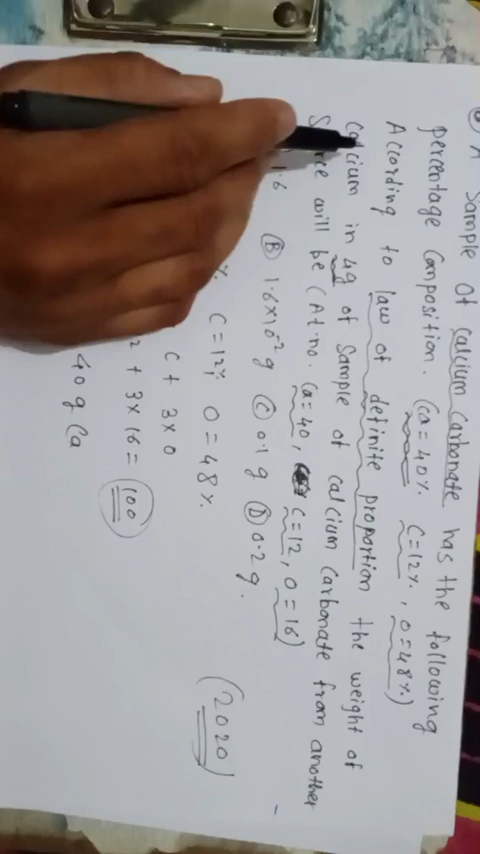 A Sample Of calcium carbonate has the following
percentage composition. (Ca = 40% C = 12%, O = 48%)
According to law of definite proportion the weight of
Calcium in 4g of Sample of calcium carbonate from another
will be (At.no. Ca = 40, C = 12, O = 16)
1.6 (B) 1.6 × 10⁻² g (C) 0.1 g (D) 0.2 g.
% C = 12% O = 48%.
C + 3 × O (2020)
2 + 3 × 16 = 100
40 g Ca